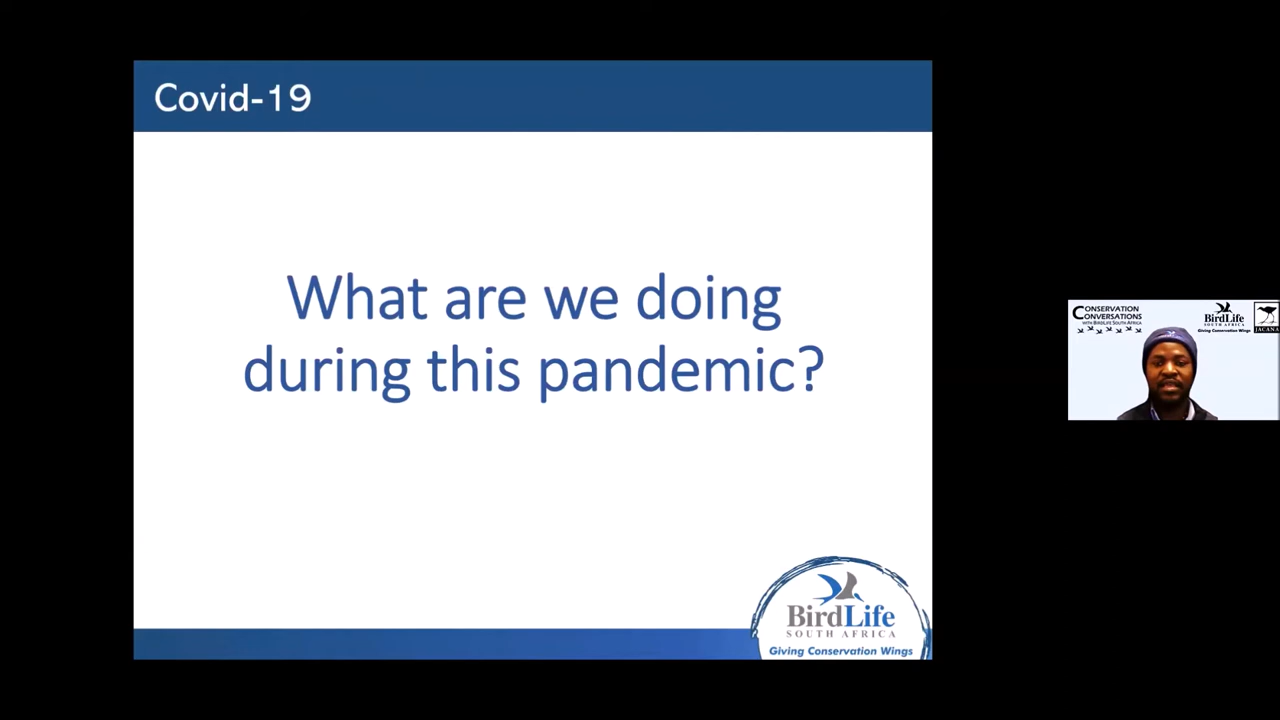 Covid-19
What are we doing
during this pandemic?
BirdLife
SOUTH AFRICA
Giving Conservation Wings
CONSERVATION
CONVERSATIONS
WITH BIRDLIFE SOUTH AFRICA
BirdLife
SOUTH AFRICA
Giving Conservation Wings
JACANA